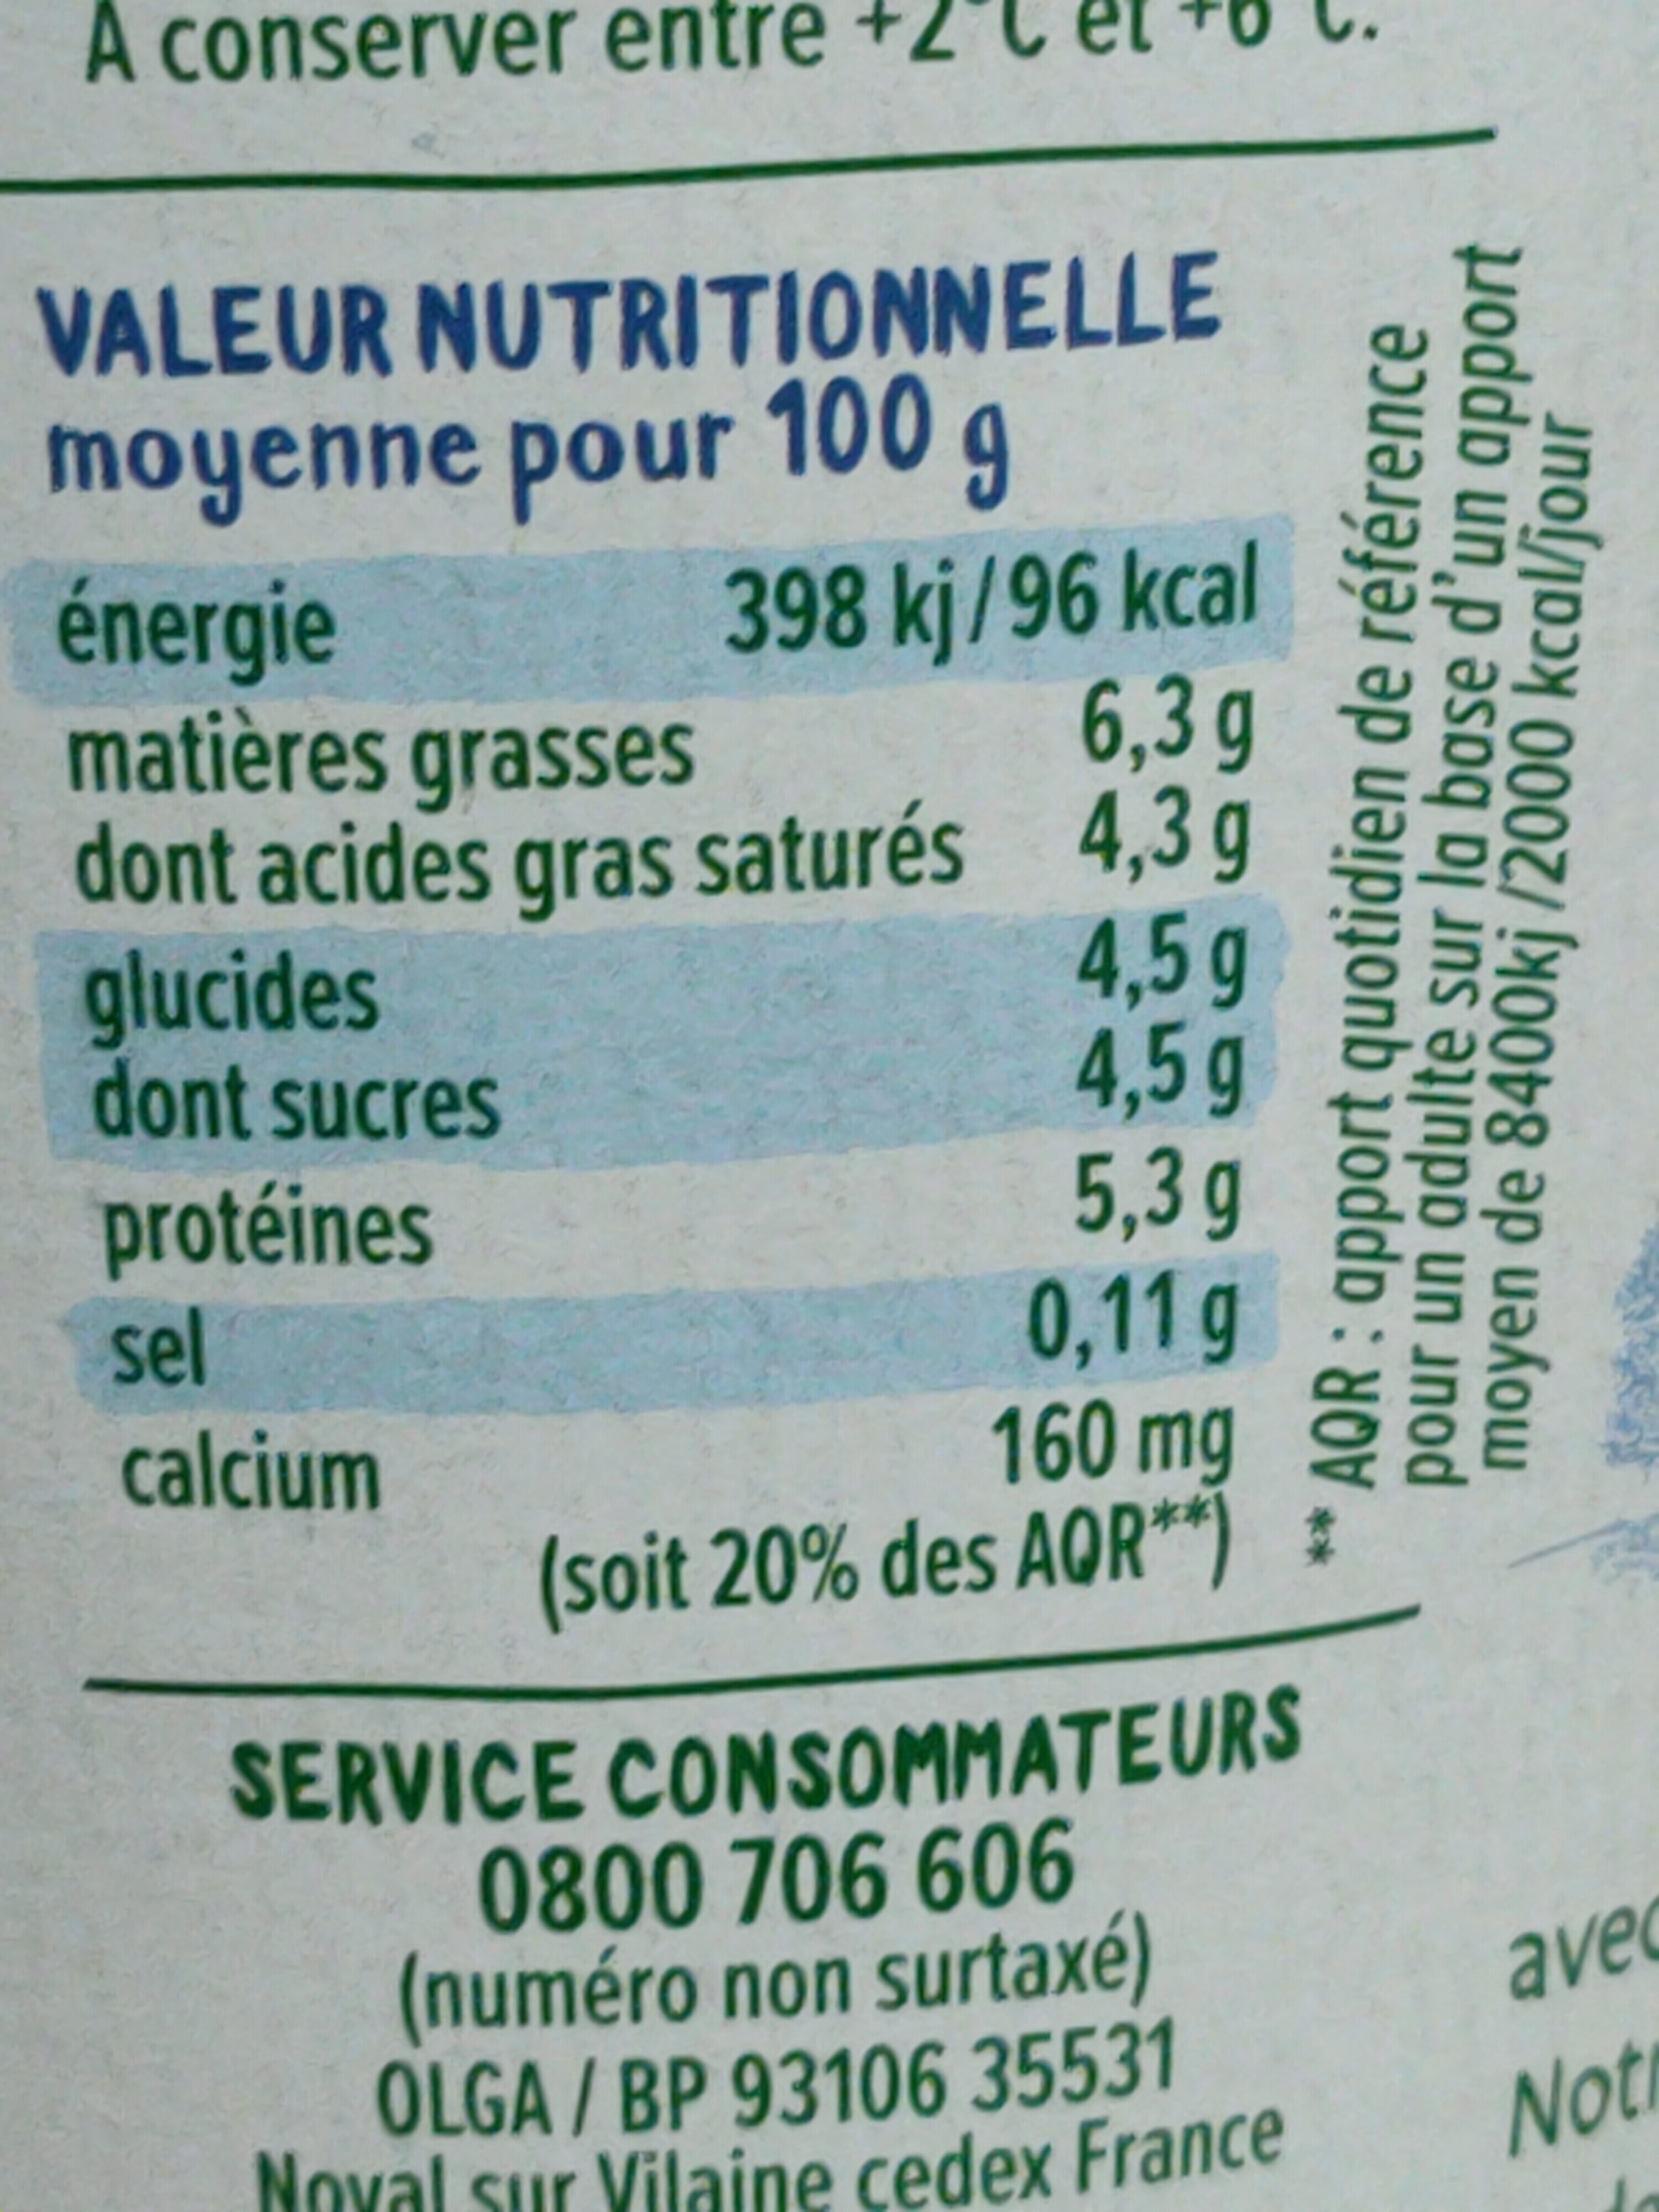 A conserver entre +2°C et +6°C.
VALEUR NUTRITIONNELLE
moyenne pour 100 g
énergie 398 kj/96 kcal
matières grasses 6,3 g
dont acides gras saturés 4,3 g
glucides 4,5 g
dont sucres 4,5 g
protéines 5,3 g
sel 0,11 g
calcium 160 mg
(soit 20% des AQR**)
** AQR : apport quotidien de référence
pour un adulte sur la base d'un apport
moyen de 8400kj /2000 kcal/jour
SERVICE CONSOMMATEURS
0800 706 606
(numéro non surtaxé)
OLGA / BP 93106 35531
Noyal sur Vilaine cedex France
avec